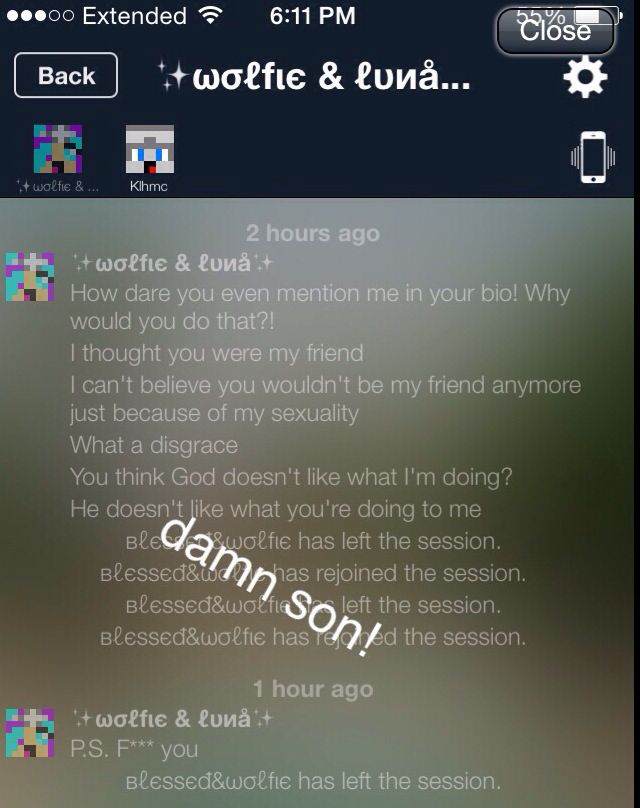 Extended 6:11 PM 55%
Close
Back ✨ωσℓfιє & ℓυиå...
✨ωσℓfιє & ... Klhmc
2 hours ago
✨ωσℓfιє & ℓυиå✨
How dare you even mention me in your bio! Why
would you do that?!
I thought you were my friend
I can't believe you wouldn't be my friend anymore
just because of my sexuality
What a disgrace
You think God doesn't like what I'm doing?
He doesn't like what you're doing to me
вℓєѕѕeđ&ωσℓfιє has left the session.
вℓєѕѕeđ&ωσℓfιє has rejoined the session.
вℓєѕѕeđ&ωσℓfιє has left the session.
вℓєѕѕeđ&ωσℓfιє has rejoined the session.
damn son!
1 hour ago
✨ωσℓfιє & ℓυиå✨
P.S. F*** you
вℓєѕѕeđ&ωσℓfιє has left the session.